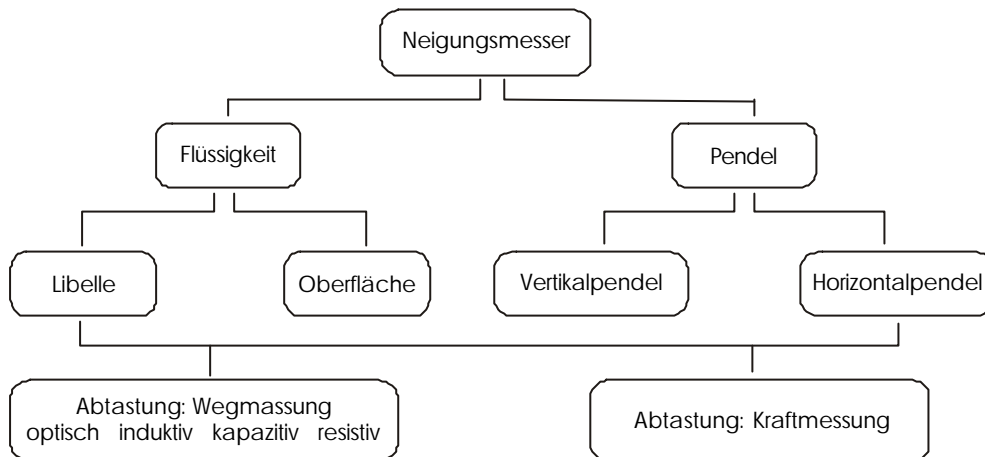 Neigungsmesser
Flüssigkeit
Pendel
Libelle
Oberfläche
Vertikalpendel
Horizontalpendel
Abtastung: Wegmassung
optisch induktiv kapazitiv resistiv
Abtastung: Kraftmessung